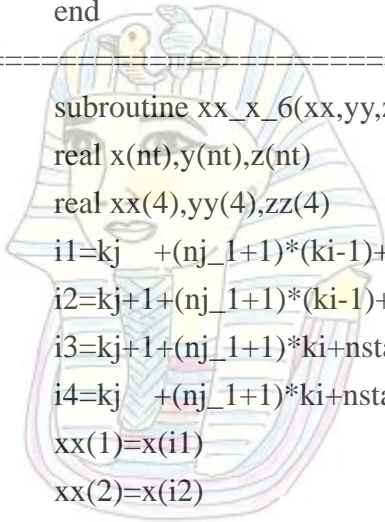 end
subroutine xx_x_6(xx,yy,z
real x(nt),y(nt),z(nt)
real xx(4),yy(4),zz(4)
i1=kj +(nj_1+1)*(ki-1)+
i2=kj+1+(nj_1+1)*(ki-1)+
i3=kj+1+(nj_1+1)*ki+nsta
i4=kj +(nj_1+1)*ki+nsta
xx(1)=x(i1)
xx(2)=x(i2)